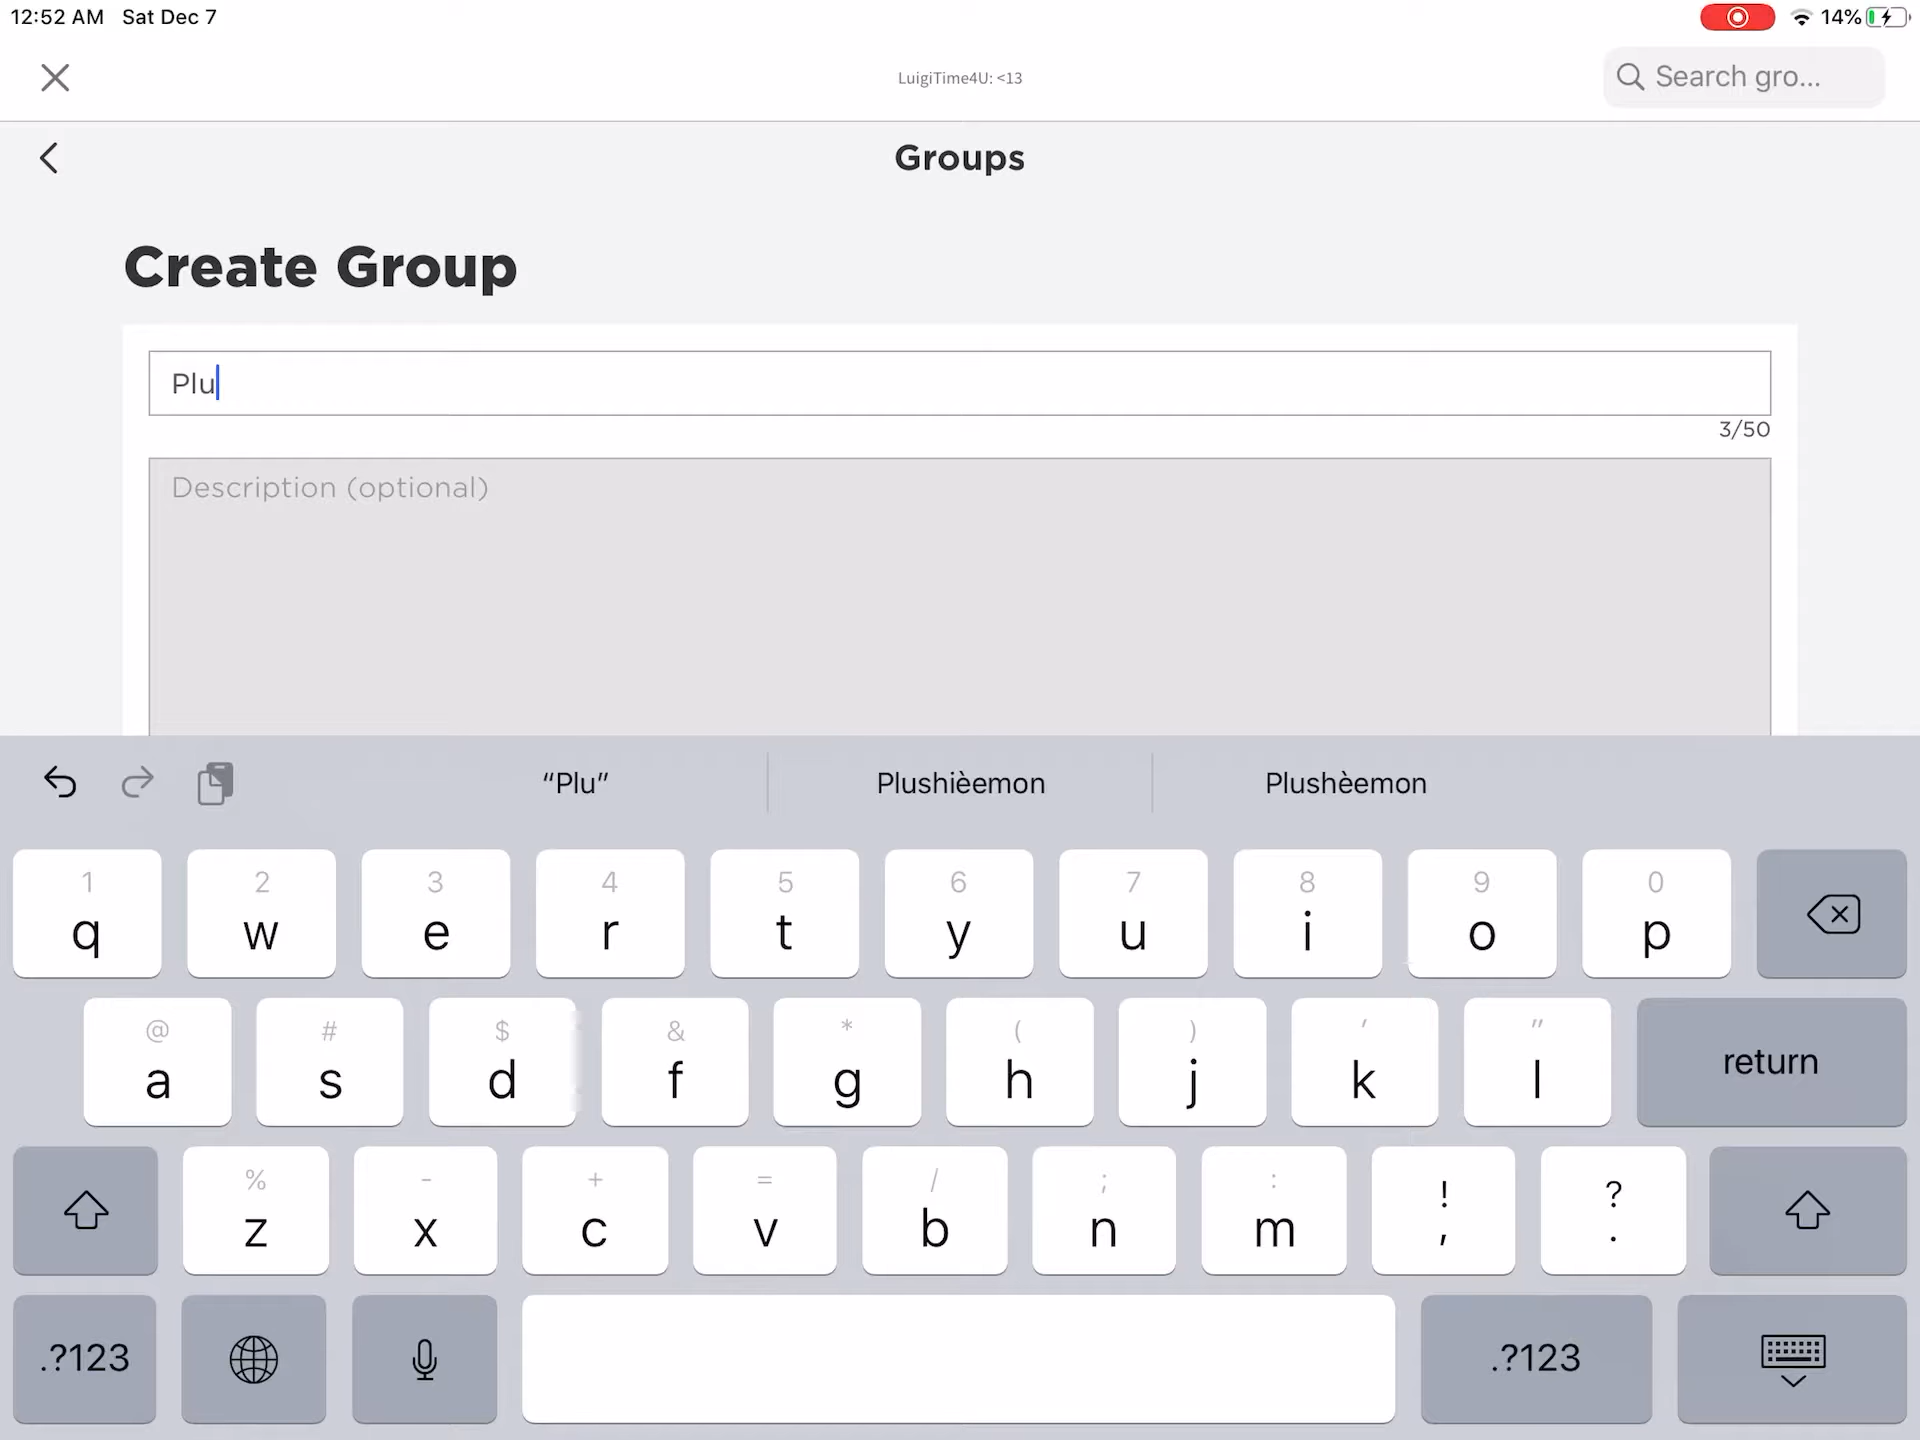 12:52 AM Sat Dec 7
14%
LuigiTime4U: <13
Search gro...
Groups
Create Group
Plu
3/50
Description (optional)
“Plu” Plushièemon Plushèemon
1 2 3 4 5 6 7 8 9 0
q w e r t y u i o p
@ # $ & * ( ) ' "
a s d f g h j k l return
% - + = / ; : ! ?
z x c v b n m , .
.?123 .?123